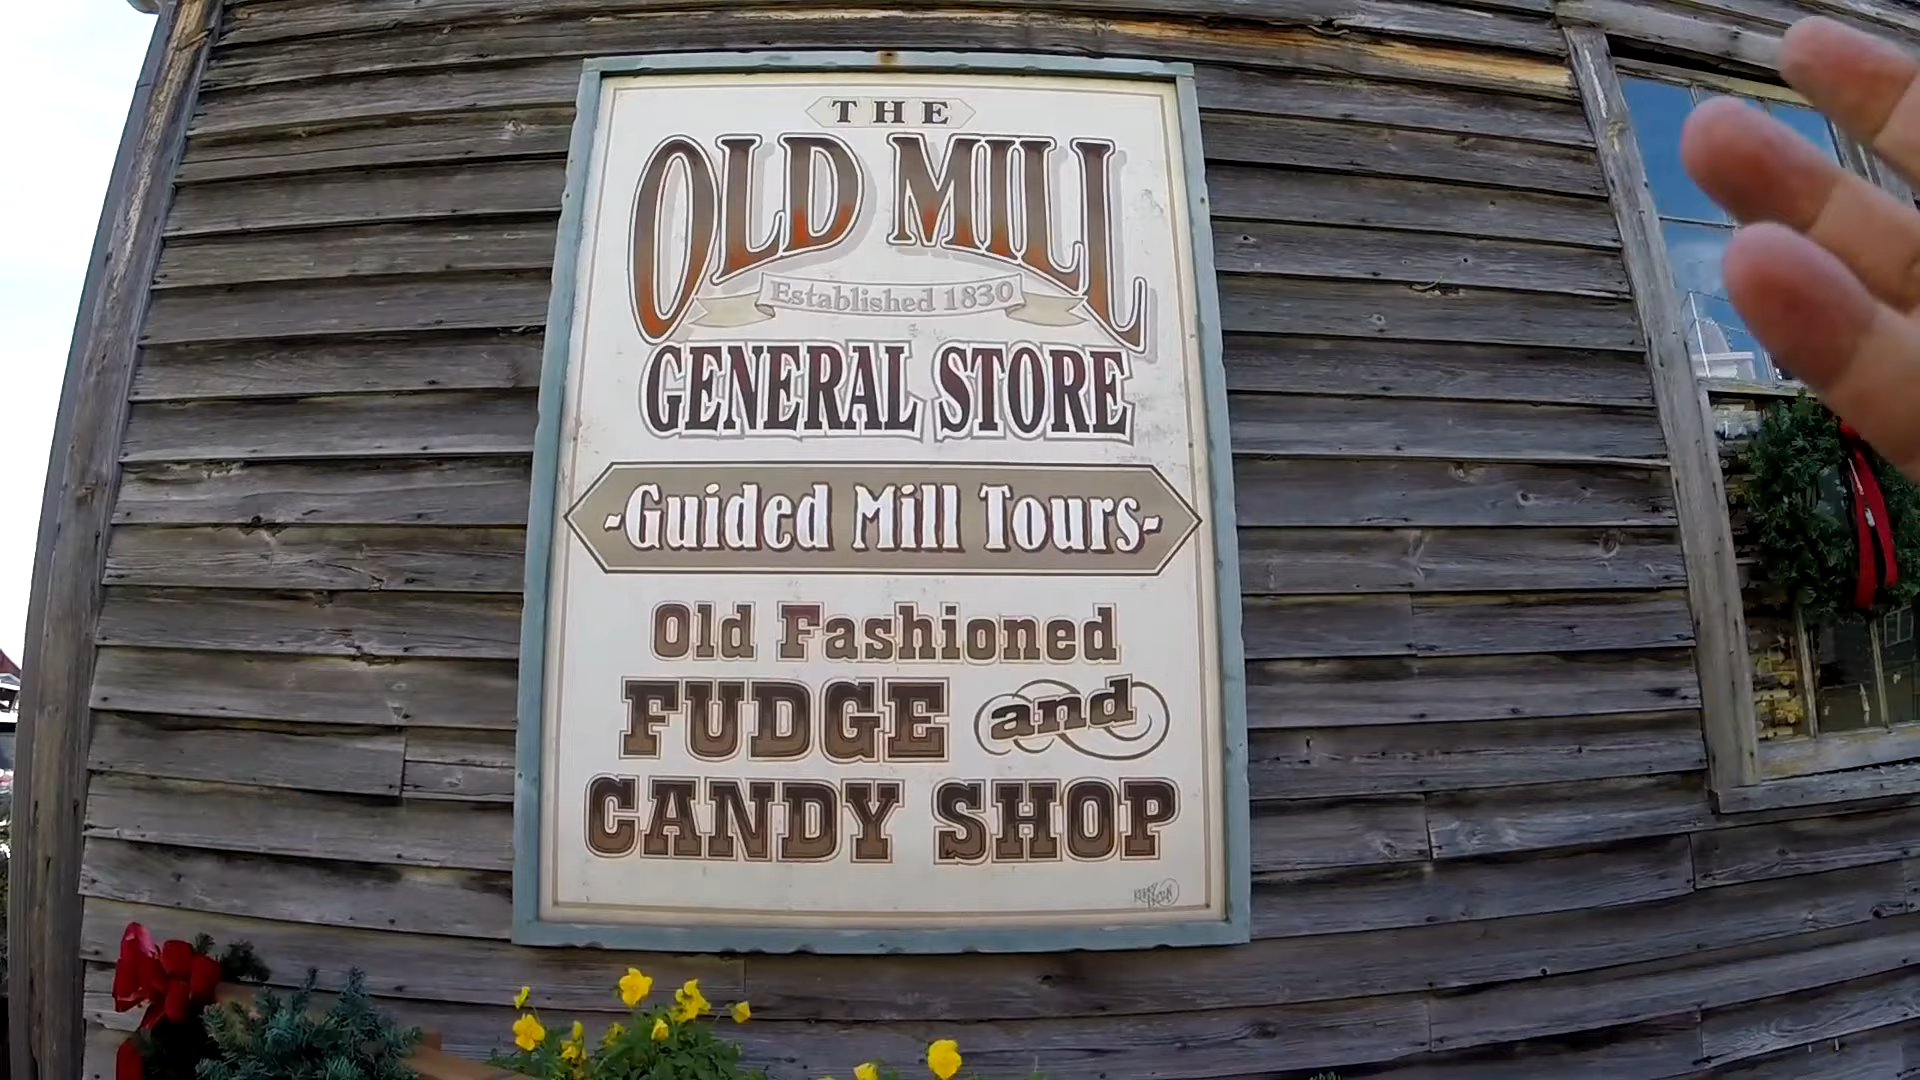 THE
OLD MILL
Established 1830
GENERAL STORE
-Guided Mill Tours-
Old Fashioned
FUDGE and
CANDY SHOP